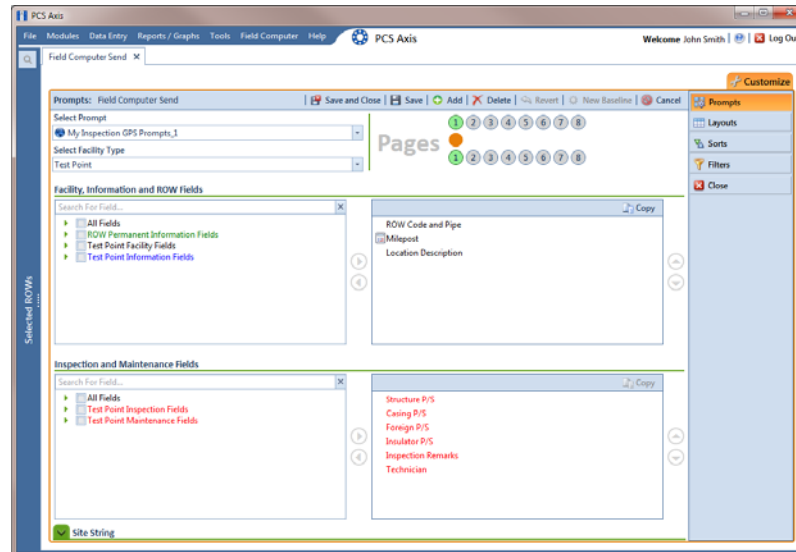 PCS Axis
File Modules Data Entry Reports / Graphs Tools Field Computer Help PCS Axis Welcome John Smith | | Log Ou
Field Computer Send
Customize
Prompts: Field Computer Send | Save and Close | Save | Add | Delete | Revert | New Baseline | Cancel
Prompts
Layouts
Sorts
Filters
Close
Select Prompt
My Inspection GPS Prompts_1
Select Facility Type
Test Point
Pages
1 2 3 4 5 6 7 8
1 2 3 4 5 6 7 8
Facility, Information and ROW Fields
Search For Field...
All Fields
ROW Permanent Information Fields
Test Point Facility Fields
Test Point Information Fields
Copy
ROW Code and Pipe
Milepost
Location Description
Selected ROWs
Inspection and Maintenance Fields
Search For Field...
All Fields
Test Point Inspection Fields
Test Point Maintenance Fields
Copy
Structure P/S
Casing P/S
Foreign P/S
Insulator P/S
Inspection Remarks
Technician
Site String